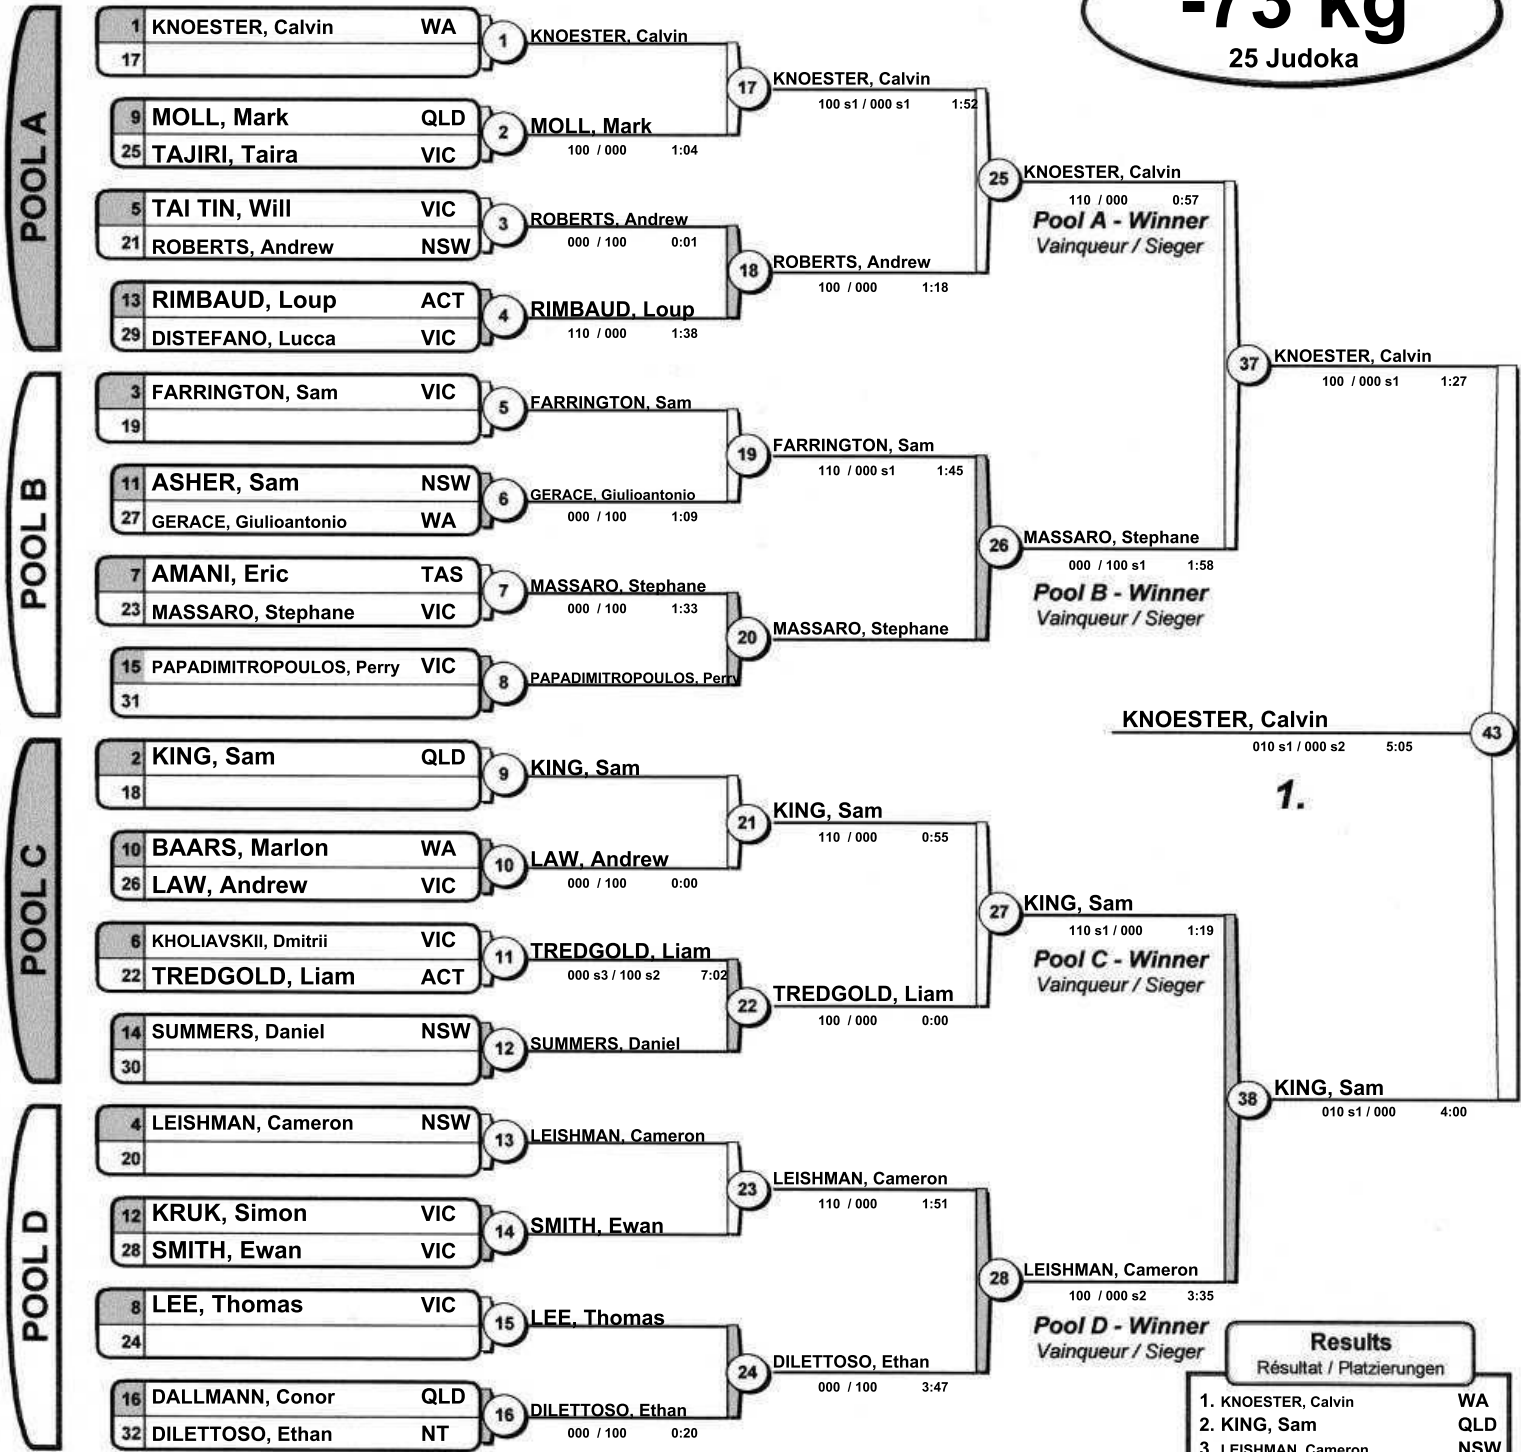 -73 kg
25 Judoka
POOL A
1 KNOESTER, Calvin WA
17
9 MOLL, Mark QLD
25 TAJIRI, Taira VIC
5 TAI TIN, Will VIC
21 ROBERTS, Andrew NSW
13 RIMBAUD, Loup ACT
29 DISTEFANO, Lucca VIC
POOL B
3 FARRINGTON, Sam VIC
19
11 ASHER, Sam NSW
27 GERACE, Giulioantonio WA
7 AMANI, Eric TAS
23 MASSARO, Stephane VIC
15 PAPADIMITROPOULOS, Perry VIC
31
POOL C
2 KING, Sam QLD
18
10 BAARS, Marlon WA
26 LAW, Andrew VIC
6 KHOLIAVSKII, Dmitrii VIC
22 TREDGOLD, Liam ACT
14 SUMMERS, Daniel NSW
30
POOL D
4 LEISHMAN, Cameron NSW
20
12 KRUK, Simon VIC
28 SMITH, Ewan VIC
8 LEE, Thomas VIC
24
16 DALLMANN, Conor QLD
32 DILETTOSO, Ethan NT
1 KNOESTER, Calvin
2 MOLL, Mark
100 / 000 1:04
3 ROBERTS, Andrew
000 / 100 0:01
4 RIMBAUD, Loup
110 / 000 1:38
5 FARRINGTON, Sam
6 GERACE, Giulioantonio
000 / 100 1:09
7 MASSARO, Stephane
000 / 100 1:33
8 PAPADIMITROPOULOS, Perry
9 KING, Sam
10 LAW, Andrew
000 / 100 0:00
11 TREDGOLD, Liam
000 s3 / 100 s2 7:02
12 SUMMERS, Daniel
13 LEISHMAN, Cameron
14 SMITH, Ewan
15 LEE, Thomas
16 DILETTOSO, Ethan
000 / 100 0:20
17 KNOESTER, Calvin
100 s1 / 000 s1 1:52
18 ROBERTS, Andrew
100 / 000 1:18
19 FARRINGTON, Sam
110 / 000 s1 1:45
20 MASSARO, Stephane
21 KING, Sam
110 / 000 0:55
22 TREDGOLD, Liam
100 / 000 0:00
23 LEISHMAN, Cameron
110 / 000 1:51
24 DILETTOSO, Ethan
000 / 100 3:47
25 KNOESTER, Calvin
110 / 000 0:57
Pool A - Winner
Vainqueur / Sieger
26 MASSARO, Stephane
000 / 100 s1 1:58
Pool B - Winner
Vainqueur / Sieger
27 KING, Sam
110 s1 / 000 1:19
Pool C - Winner
Vainqueur / Sieger
28 LEISHMAN, Cameron
100 / 000 s2 3:35
Pool D - Winner
Vainqueur / Sieger
37 KNOESTER, Calvin
100 / 000 s1 1:27
38 KING, Sam
010 s1 / 000 4:00
KNOESTER, Calvin 43
010 s1 / 000 s2 5:05
1.
Results
Résultat / Platzierungen
1. KNOESTER, Calvin WA
2. KING, Sam QLD
3. LEISHMAN, Cameron NSW